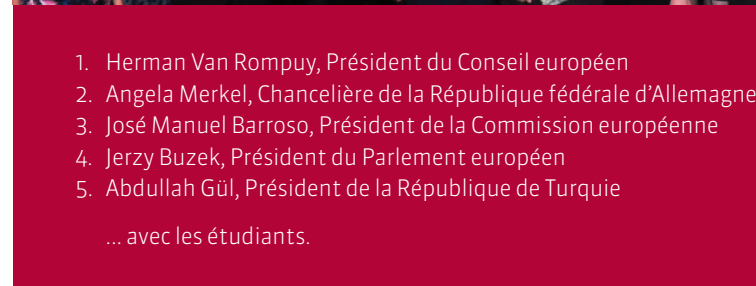 1. Herman Van Rompuy, Président du Conseil européen
2. Angela Merkel, Chancelière de la République fédérale d’Allemagne
3. José Manuel Barroso, Président de la Commission européenne
4. Jerzy Buzek, Président du Parlement européen
5. Abdullah Gül, Président de la République de Turquie
... avec les étudiants.